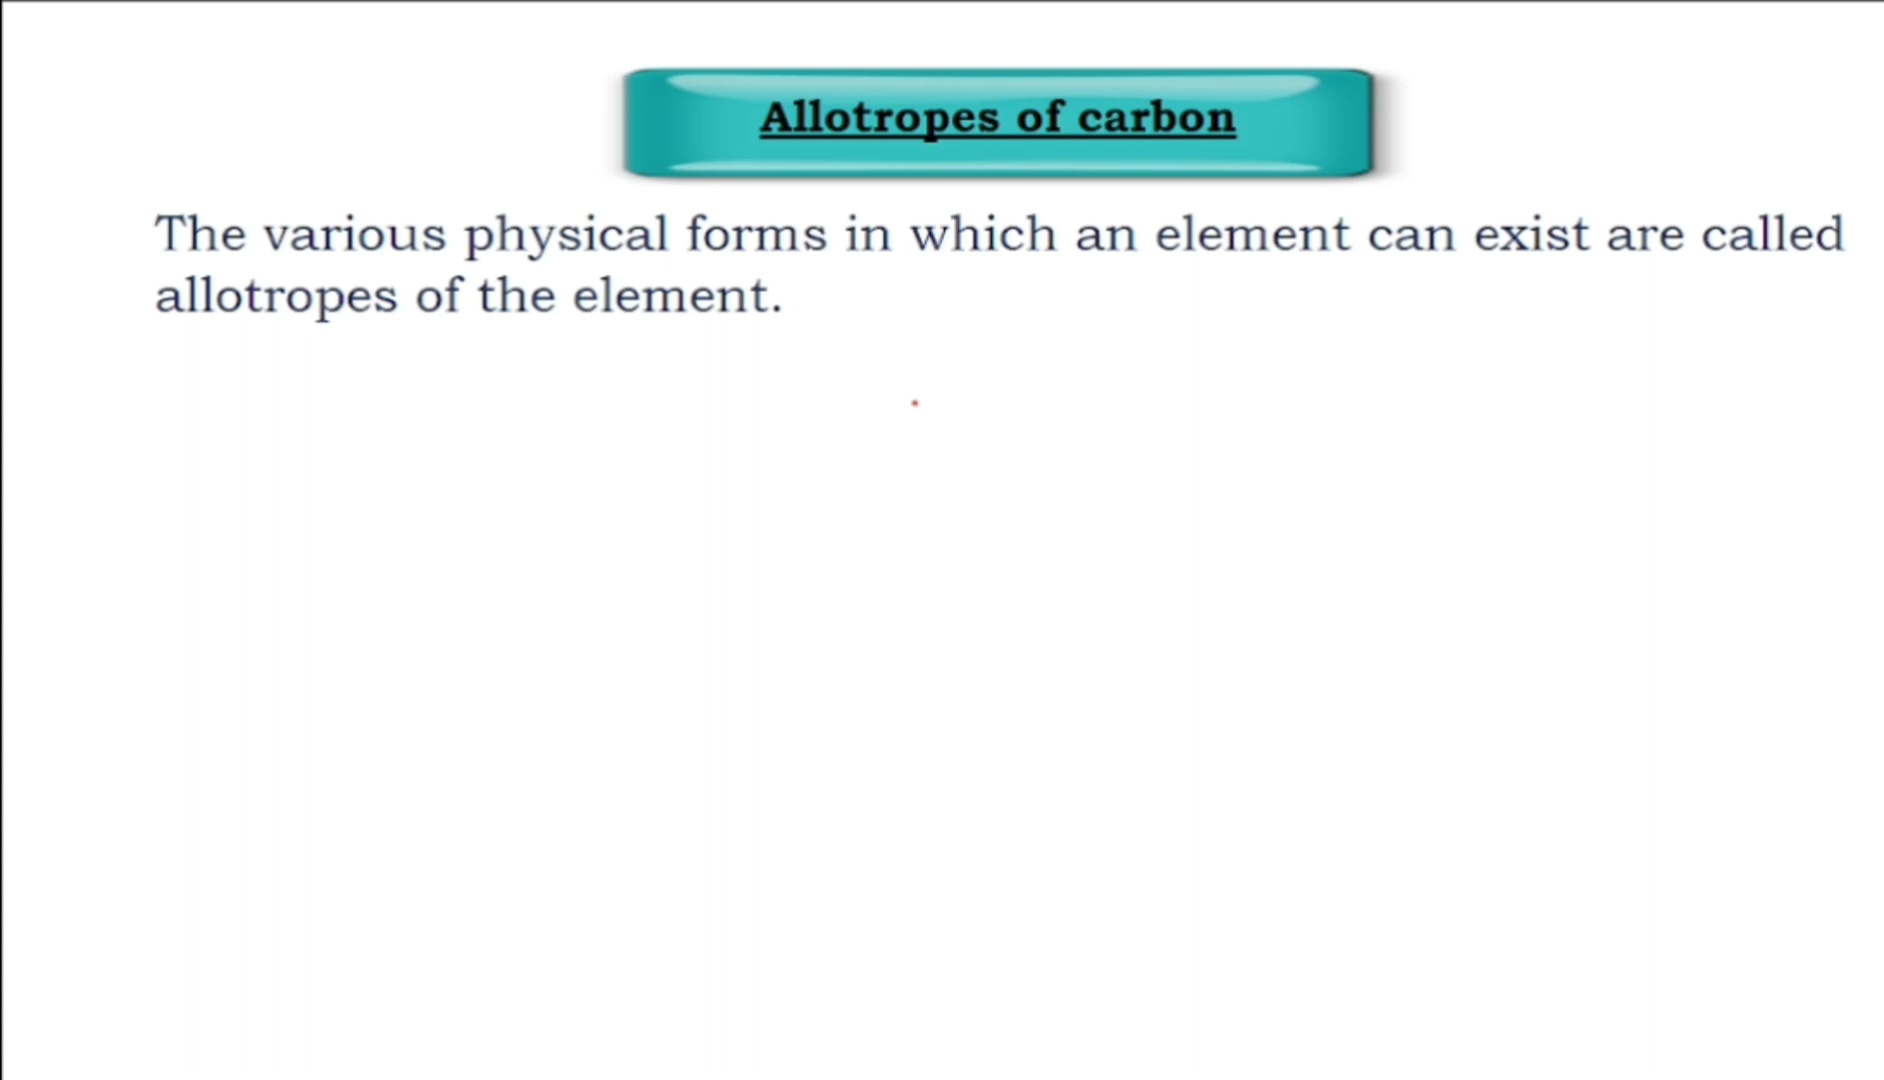 Allotropes of carbon
The various physical forms in which an element can exist are called
allotropes of the element.